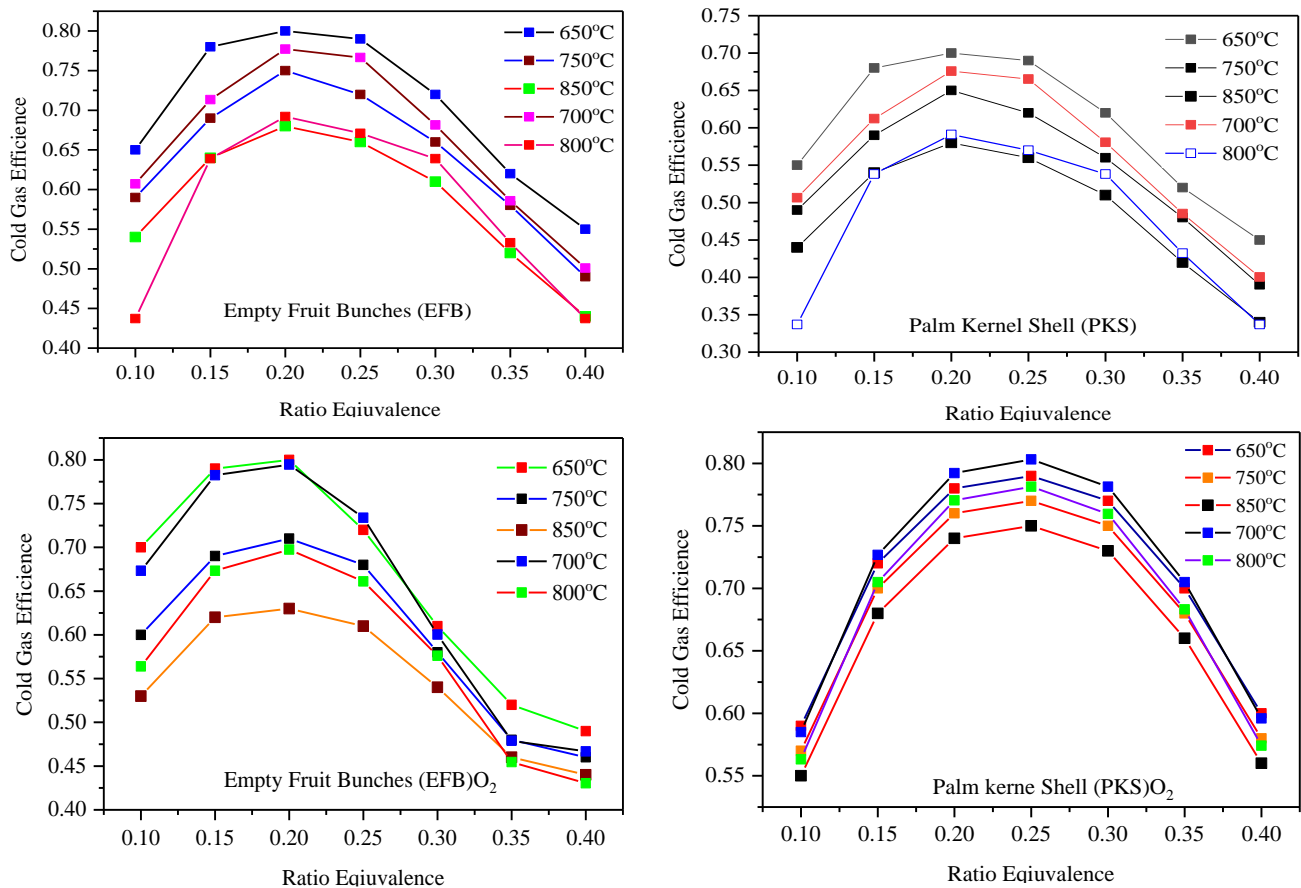 0.80
0.75
0.70
0.65
0.60
0.55
0.50
0.45
0.40
Cold Gas Efficience
650°C
750°C
850°C
700°C
800°C
Empty Fruit Bunches (EFB)
0.10 0.15 0.20 0.25 0.30 0.35 0.40
Ratio Eqiuvalence
0.75
0.70
0.65
0.60
0.55
0.50
0.45
0.40
0.35
0.30
Cold Gas Efficience
650°C
750°C
850°C
700°C
800°C
Palm Kernel Shell (PKS)
0.10 0.15 0.20 0.25 0.30 0.35 0.40
Ratio Eqiuvalence
0.80
0.75
0.70
0.65
0.60
0.55
0.50
0.45
0.40
Cold Gas Efficience
650°C
750°C
850°C
700°C
800°C
Empty Fruit Bunches (EFB)O₂
0.10 0.15 0.20 0.25 0.30 0.35 0.40
Ratio Eqiuvalence
0.80
0.75
0.70
0.65
0.60
0.55
Cold Gas Efficience
650°C
750°C
850°C
700°C
800°C
Palm kerne Shell (PKS)O₂
0.10 0.15 0.20 0.25 0.30 0.35 0.40
Ratio Eqiuvalence